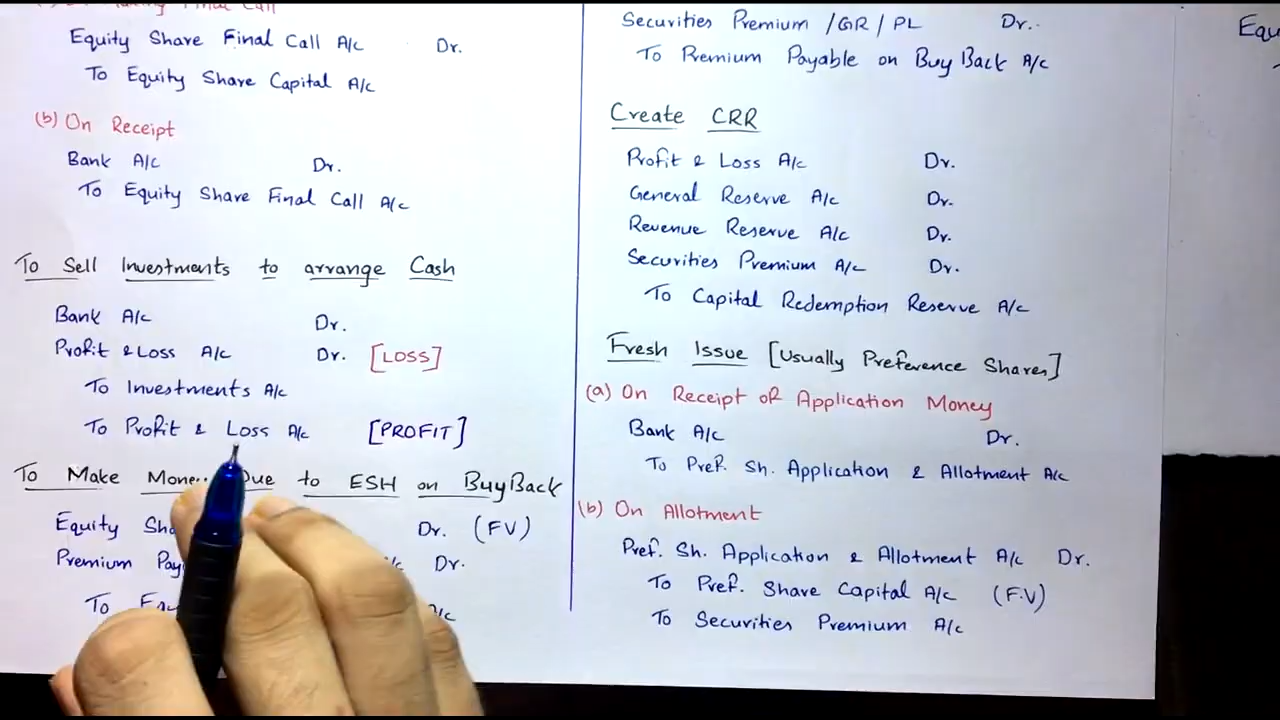 Final Call
Equity Share Final Call A/c Dr.
To Equity Share Capital A/c
(b) On Receipt
Bank A/c Dr.
To Equity Share Final Call A/c
To Sell Investments to arrange Cash
Bank A/c Dr.
Profit & Loss A/c Dr. [LOSS]
To Investments A/c
To Profit & Loss A/c [PROFIT]
To Make Due to ESH on BuyBack
Equity Dr. (FV)
Premium Dr.
To
Securities Premium /GR / PL Dr.
To Premium Payable on BuyBack A/c
Create CRR
Profit & Loss A/c Dr.
General Reserve A/c Dr.
Revenue Reserve A/c Dr.
Securities Premium A/c Dr.
To Capital Redemption Reserve A/c
Fresh Issue [Usually Preference Shares]
(a) On Receipt of Application Money
Bank A/c Dr.
To Pref. Sh. Application & Allotment A/c
(b) On Allotment
Pref. Sh. Application & Allotment A/c Dr.
To Pref. Share Capital A/c (F.V)
To Securities Premium A/c